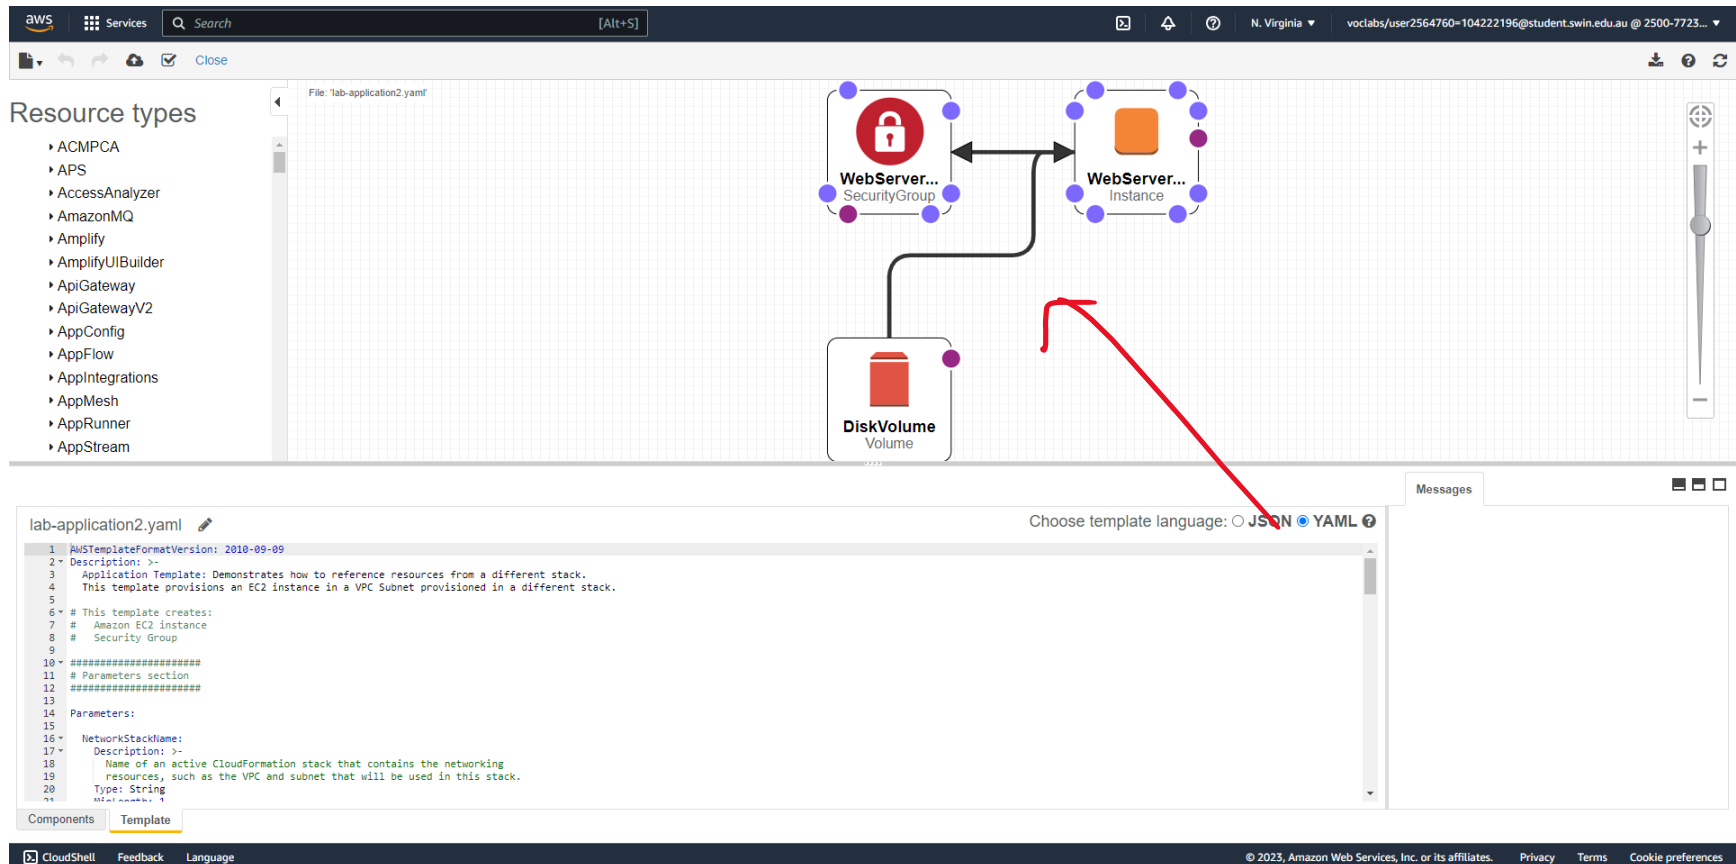 aws
Services
Search
[Alt+S]
N. Virginia
voclabs/user2564760=104222196@student.swin.edu.au @ 2500-7723...
Close
Resource types
ACMPCA
APS
AccessAnalyzer
AmazonMQ
Amplify
AmplifyUIBuilder
ApiGateway
ApiGatewayV2
AppConfig
AppFlow
AppIntegrations
AppMesh
AppRunner
AppStream
File: 'lab-application2.yaml'
WebServer...
SecurityGroup
WebServer...
Instance
DiskVolume
Volume
Messages
lab-application2.yaml
Choose template language: JSON YAML
1 AWSTemplateFormatVersion: 2010-09-09
2 Description: >-
3 Application Template: Demonstrates how to reference resources from a different stack.
4 This template provisions an EC2 instance in a VPC Subnet provisioned in a different stack.
5
6 # This template creates:
7 # Amazon EC2 instance
8 # Security Group
9
10 ######################
11 # Parameters section
12 ######################
13
14 Parameters:
15
16 NetworkStackName:
17 Description: >-
18 Name of an active CloudFormation stack that contains the networking
19 resources, such as the VPC and subnet that will be used in this stack.
20 Type: String
21 MinLength: 1
Components
Template
CloudShell
Feedback
Language
© 2023, Amazon Web Services, Inc. or its affiliates.
Privacy
Terms
Cookie preferences